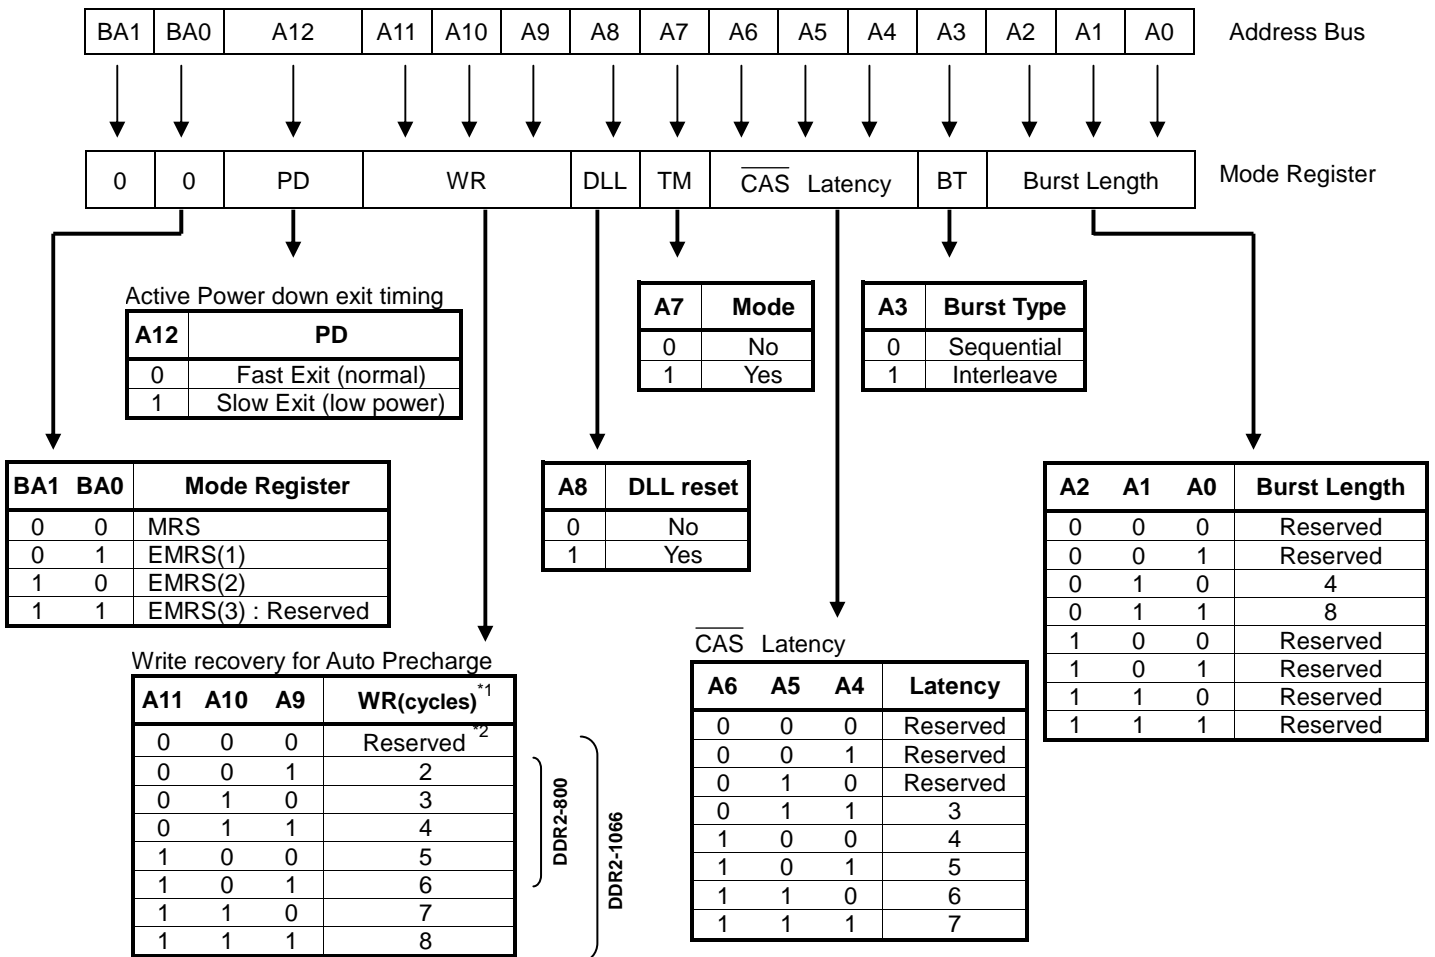 BA1 BA0 A12 A11 A10 A9 A8 A7 A6 A5 A4 A3 A2 A1 A0 Address Bus
0 0 PD WR DLL TM CAS Latency BT Burst Length Mode Register
Active Power down exit timing
A12 PD
0 Fast Exit (normal)
1 Slow Exit (low power)
A7 Mode
0 No
1 Yes
A3 Burst Type
0 Sequential
1 Interleave
BA1 BA0 Mode Register
0 0 MRS
0 1 EMRS(1)
1 0 EMRS(2)
1 1 EMRS(3) : Reserved
A8 DLL reset
0 No
1 Yes
A2 A1 A0 Burst Length
0 0 0 Reserved
0 0 1 Reserved
0 1 0 4
0 1 1 8
1 0 0 Reserved
1 0 1 Reserved
1 1 0 Reserved
1 1 1 Reserved
Write recovery for Auto Precharge
A11 A10 A9 WR(cycles)*1
0 0 0 Reserved *2
0 0 1 2
0 1 0 3
0 1 1 4
1 0 0 5
1 0 1 6
1 1 0 7
1 1 1 8
DDR2-800
DDR2-1066
CAS Latency
A6 A5 A4 Latency
0 0 0 Reserved
0 0 1 Reserved
0 1 0 Reserved
0 1 1 3
1 0 0 4
1 0 1 5
1 1 0 6
1 1 1 7